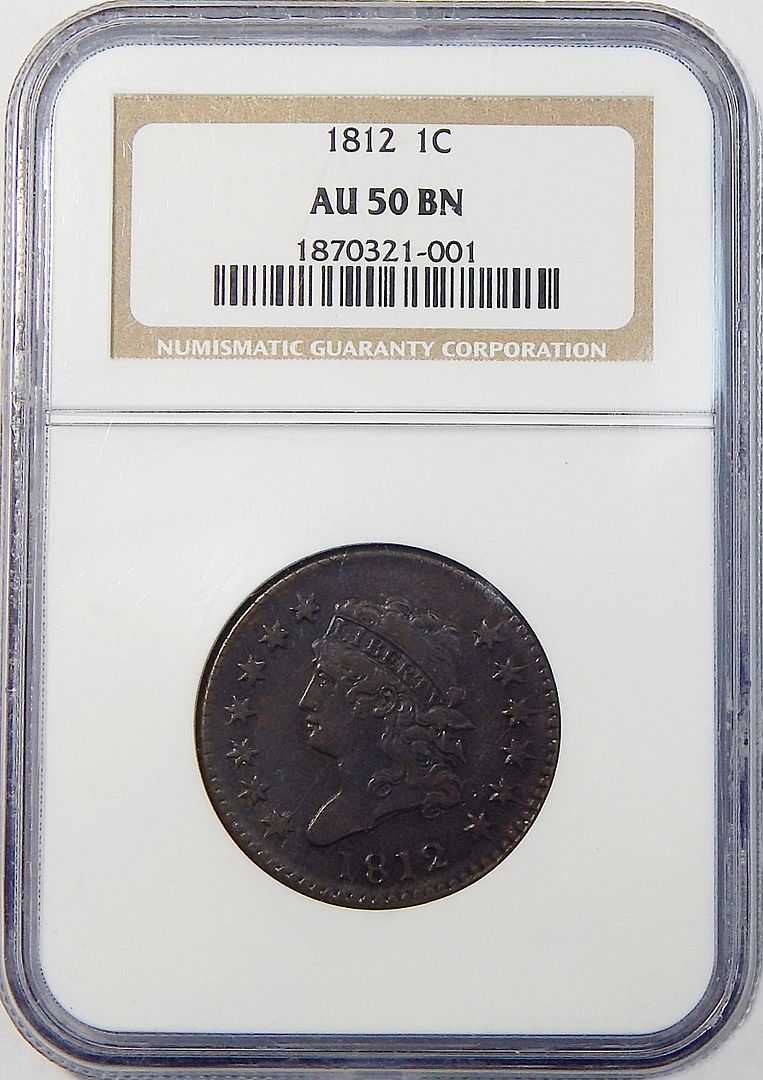 1812 1C
AU 50 BN
1870321-001
NUMISMATIC GUARANTY CORPORATION
LIBERTY
1812